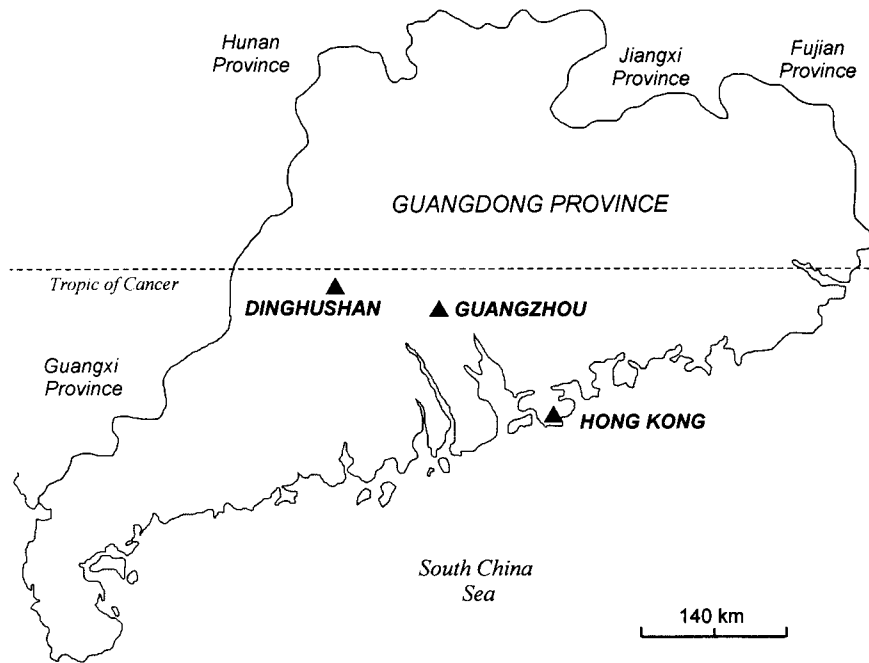 Hunan
Province
Jiangxi
Province
Fujian
Province
GUANGDONG PROVINCE
Tropic of Cancer
DINGHUSHAN
GUANGZHOU
Guangxi
Province
HONG KONG
South China
Sea
140 km